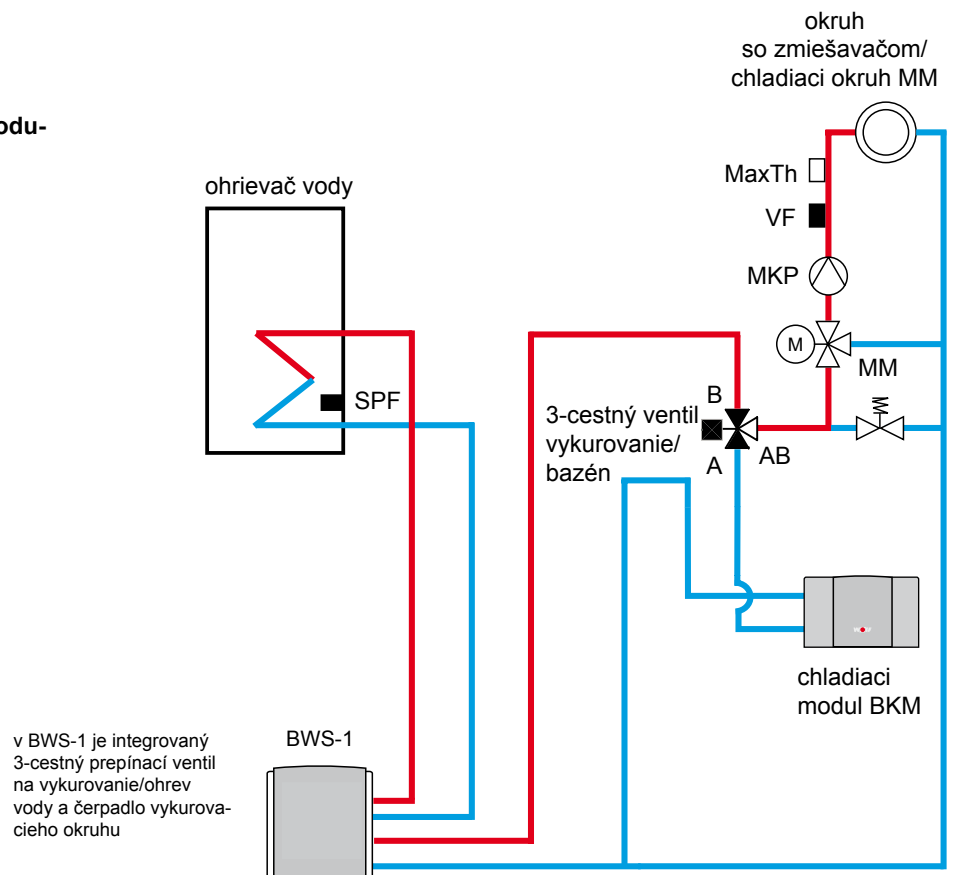 okruh
so zmiešavačom/
chladiaci okruh MM
odu-
ohrievač vody
MaxTh
VF
MKP
M
MM
SPF
B
3-cestný ventil
vykurovanie/
bazén
A
AB
chladiaci
modul BKM
v BWS-1 je integrovaný
3-cestný prepínací ventil
na vykurovanie/ohrev
vody a čerpadlo vykurova-
cieho okruhu
BWS-1